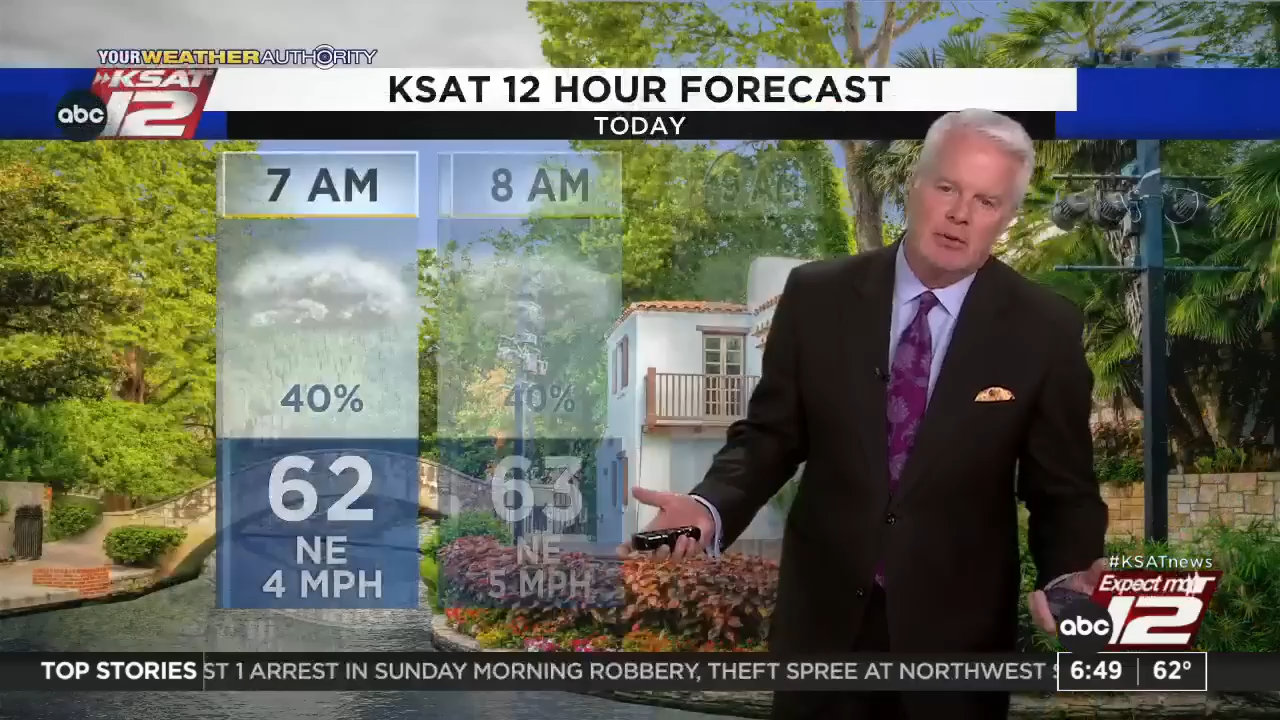 YOUR WEATHER AUTHORITY
KSAT
abc 12
KSAT 12 HOUR FORECAST
TODAY
7 AM
8 AM
9 AM
40%
40%
62
63
NE
NE
4 MPH
5 MPH
#KSATnews
abc 12
TOP STORIES
ST 1 ARREST IN SUNDAY MORNING ROBBERY, THEFT SPREE AT NORTHWEST
6:49
62°